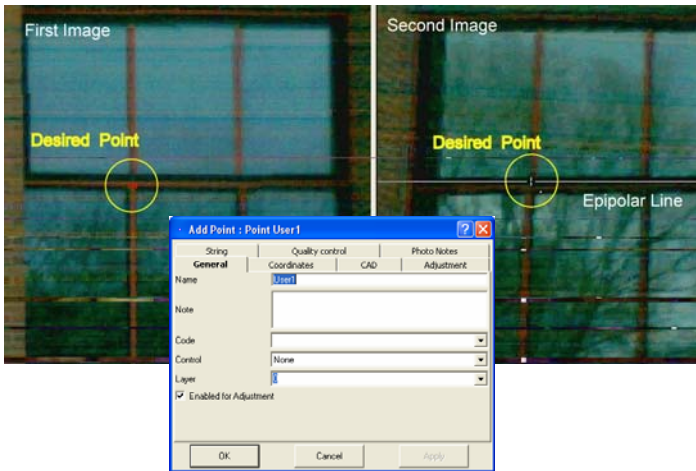 First Image
Second Image
Desired Point
Desired Point
Epipolar Line
Add Point : Point User1
String Quality control Photo Notes
General Coordinates CAD Adjustment
Name User1
Note
Code
Control None
Layer 0
Enabled for Adjustment
OK Cancel Apply